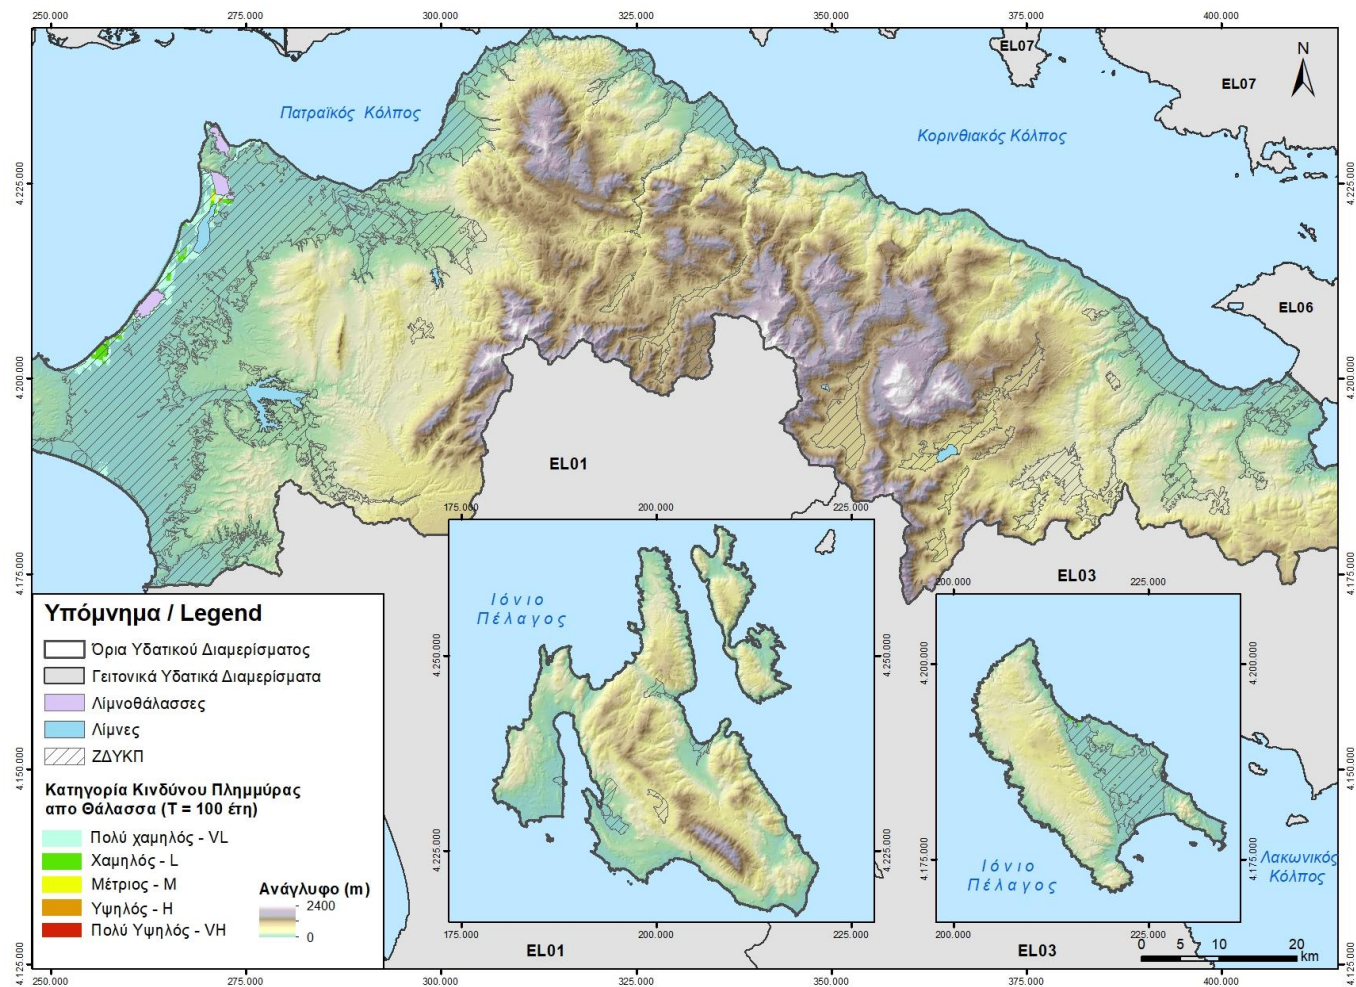 250.000 275.000 300.000 325.000 350.000 375.000 400.000
EL07
N
EL07
Πατραϊκός Κόλπος
Κορινθιακός Κόλπος
4.225.000 4.225.000
EL06
4.200.000 4.200.000
EL01
175.000 200.000 225.000
4.175.000 4.175.000
EL03
200.000 225.000
Ιόνιο
Πέλαγος
4.250.000 4.250.000
4.200.000 4.200.000
4.150.000 4.150.000
4.225.000 4.225.000
4.175.000 4.175.000
Ιόνιο
Πέλαγος
Λακωνικός
Κόλπος
175.000 200.000 225.000
200.000 225.000
EL01
EL03
0 5 10 20
km
4.125.000 4.125.000
250.000 275.000 300.000 325.000 350.000 375.000 400.000
Υπόμνημα / Legend
Όρια Υδατικού Διαμερίσματος
Γειτονικά Υδατικά Διαμερίσματα
Λιμνοθάλασσες
Λίμνες
ΖΔΥΚΠ
Κατηγορία Κινδύνου Πλημμύρας
απο Θάλασσα (T = 100 έτη)
Πολύ χαμηλός - VL
Χαμηλός - L
Μέτριος - M
Υψηλός - H
Πολύ Υψηλός - VH
Ανάγλυφο (m)
2400
0